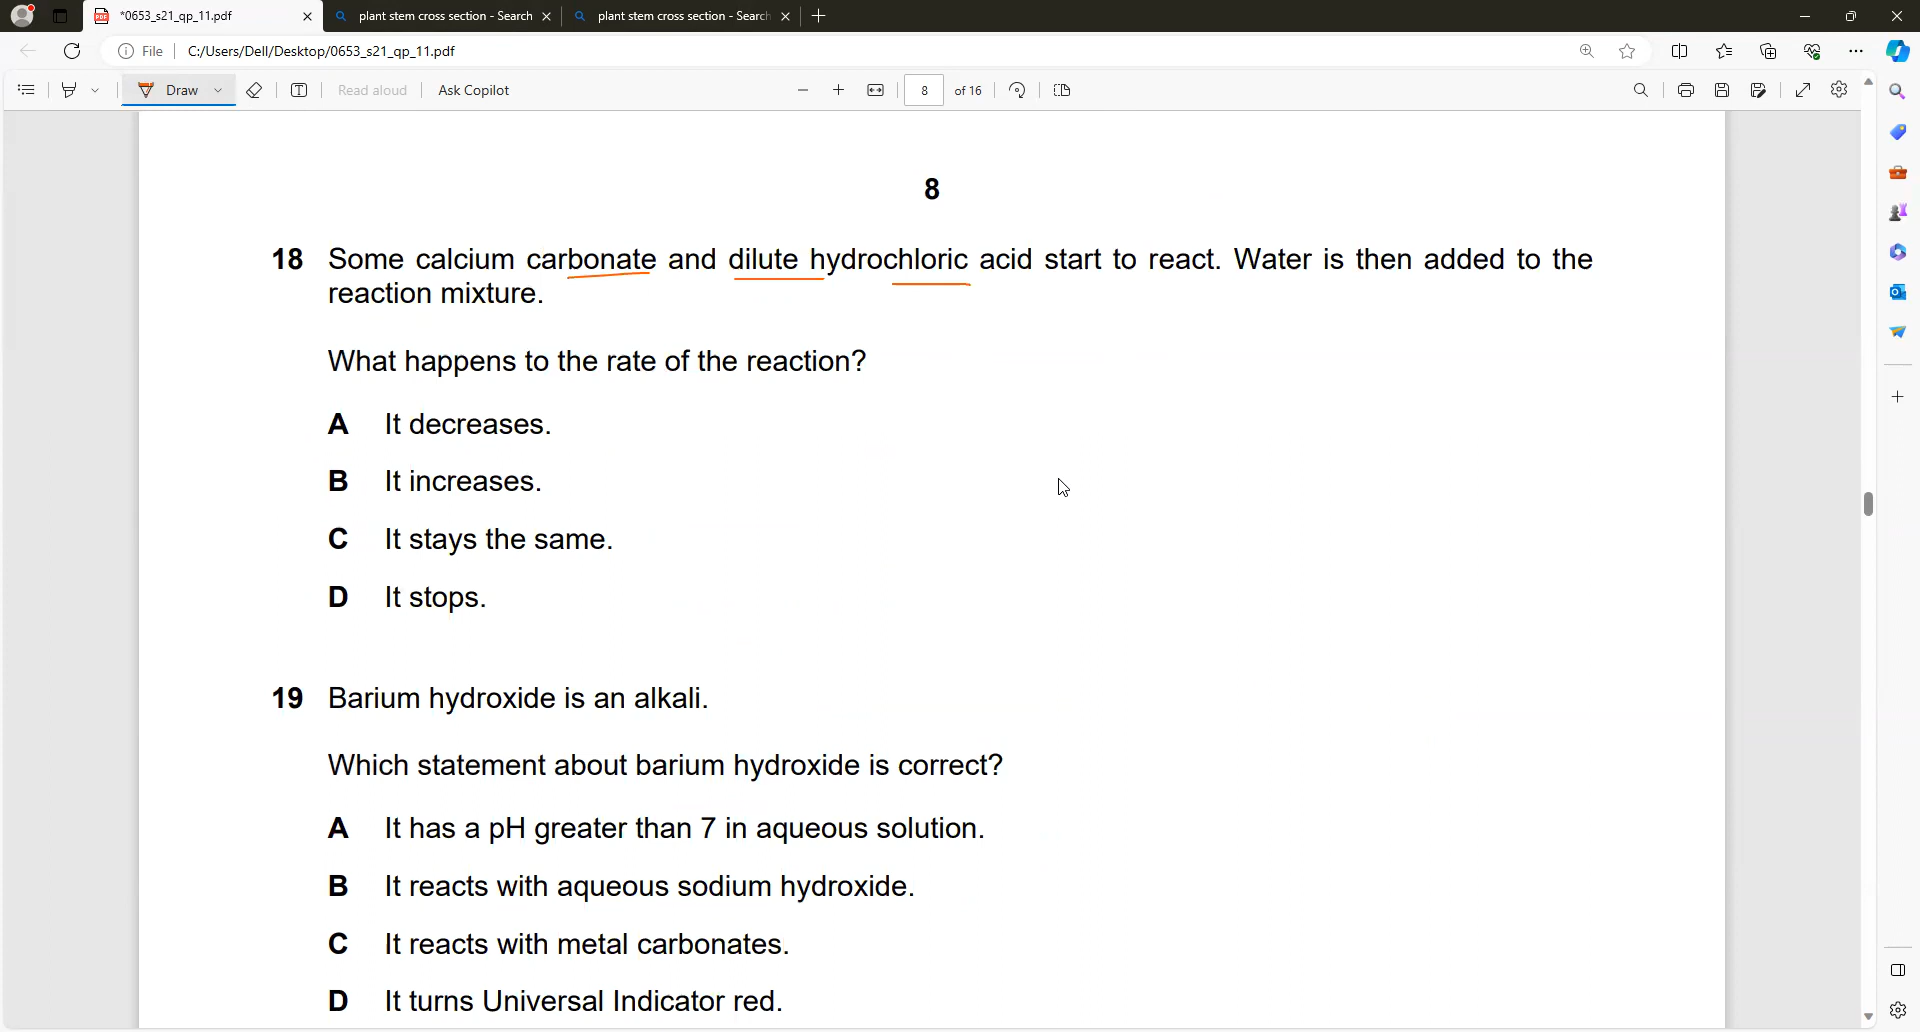 *0653_s21_qp_11.pdf
plant stem cross section - Search
plant stem cross section - Search
File
C:/Users/Dell/Desktop/0653_s21_qp_11.pdf
Draw
Read aloud
Ask Copilot
8
of 16
8
18 Some calcium carbonate and dilute hydrochloric acid start to react. Water is then added to the
reaction mixture.
What happens to the rate of the reaction?
A It decreases.
B It increases.
C It stays the same.
D It stops.
19 Barium hydroxide is an alkali.
Which statement about barium hydroxide is correct?
A It has a pH greater than 7 in aqueous solution.
B It reacts with aqueous sodium hydroxide.
C It reacts with metal carbonates.
D It turns Universal Indicator red.